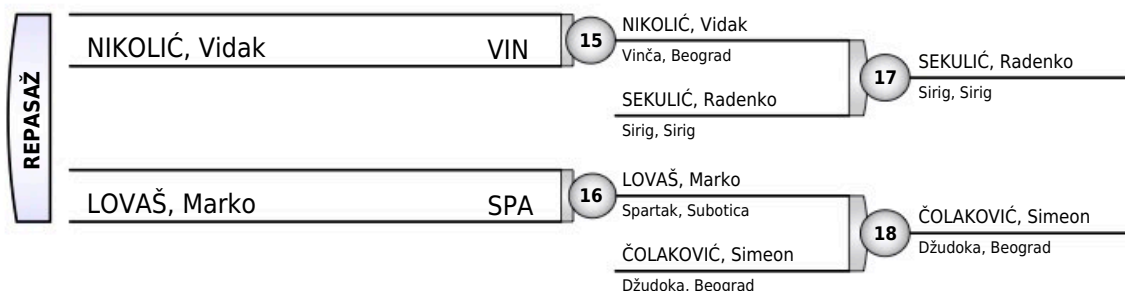 REPASAŽ
NIKOLIĆ, Vidak VIN
15
NIKOLIĆ, Vidak
Vinča, Beograd
SEKULIĆ, Radenko
Sirig, Sirig
17
SEKULIĆ, Radenko
Sirig, Sirig
LOVAŠ, Marko SPA
16
LOVAŠ, Marko
Spartak, Subotica
ČOLAKOVIĆ, Simeon
Džudoka, Beograd
18
ČOLAKOVIĆ, Simeon
Džudoka, Beograd